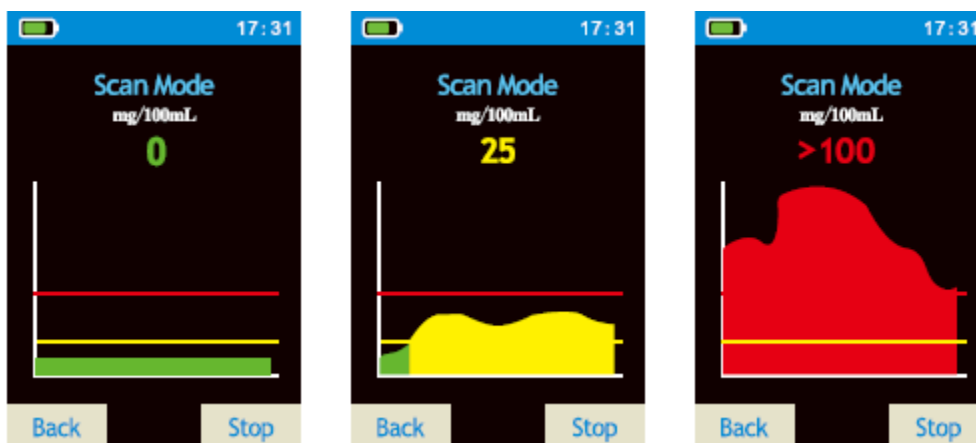 17:31
Scan Mode
mg/100mL
0
Back Stop
17:31
Scan Mode
mg/100mL
25
Back Stop
17:31
Scan Mode
mg/100mL
>100
Back Stop